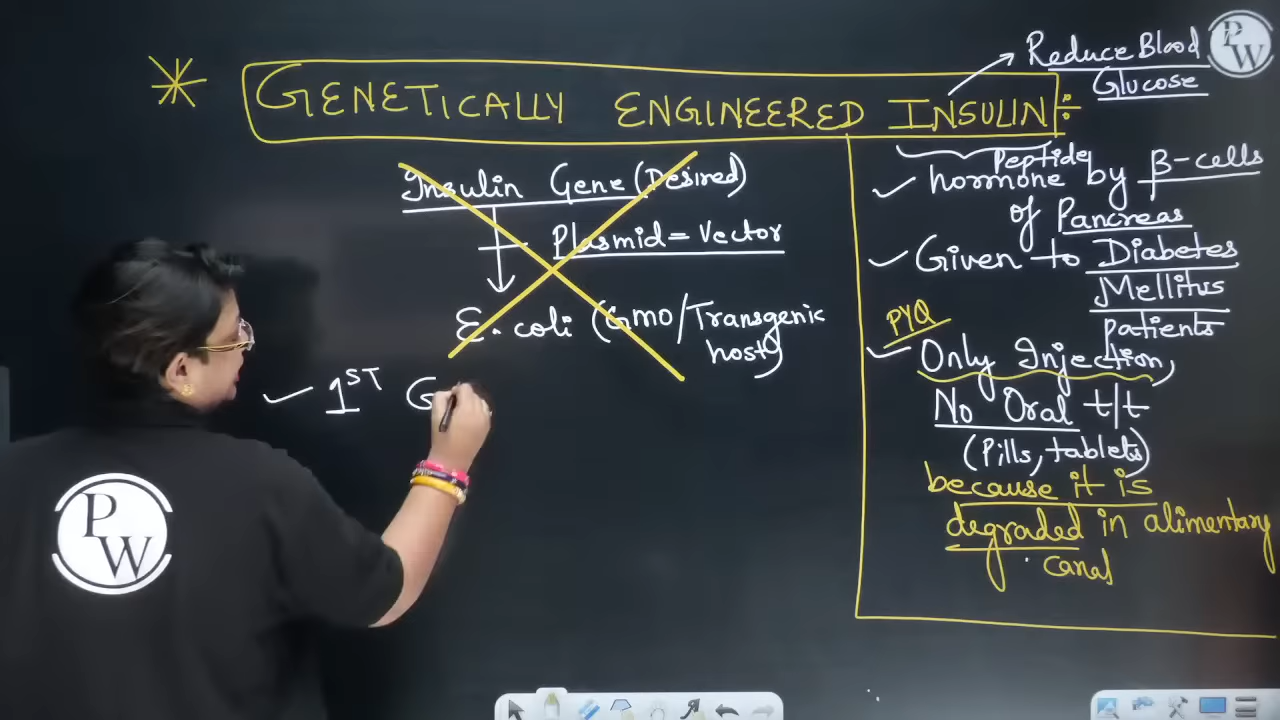 * GENETICALLY ENGINEERED INSULIN :-
→ Reduce Blood
Glucose
PW
Insulin Gene (Desired)
Plasmid = Vector
E. coli (GMO/Transgenic
host)
✓ 1ST G
Peptide
✓ hormone by β-cells
of Pancreas
✓ Given to Diabetes
Mellitus
patients
PYQ
✓ Only Injection,
No Oral t/t
(Pills, tablets)
because it is
degraded in alimentary
canal
PW